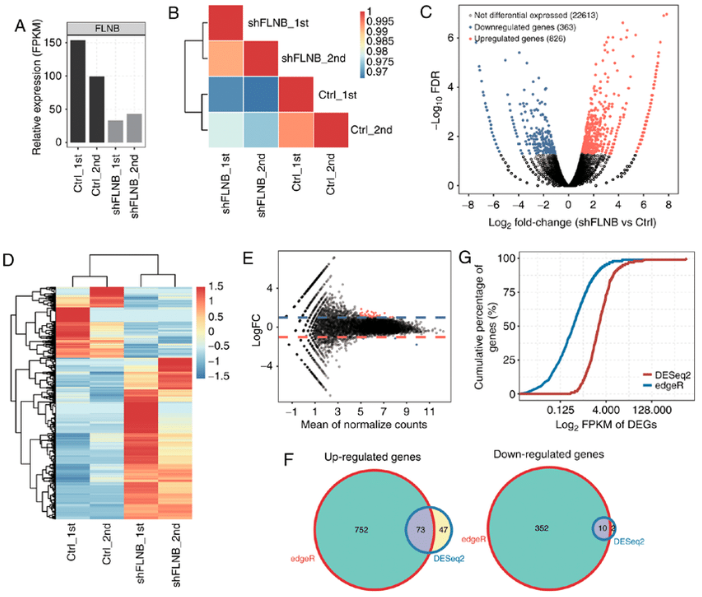 A
FLNB
Relative expression (FPKM)
150
100
50
0
Ctrl_1st
Ctrl_2nd
shFLNB_1st
shFLNB_2nd
B
shFLNB_1st
shFLNB_2nd
Ctrl_1st
Ctrl_2nd
1
0.995
0.99
0.985
0.98
0.975
0.97
shFLNB_1st
shFLNB_2nd
Ctrl_1st
Ctrl_2nd
C
Not differential expressed (22613)
Downregulated genes (363)
Upregulated genes (826)
−Log10 FDR
6
4
2
0
−8 −6 −4 −2 0 2 4 6 8
Log2 fold-change (shFLNB vs Ctrl)
D
1.5
1
0.5
0
−0.5
−1
−1.5
Ctrl_1st
Ctrl_2nd
shFLNB_1st
shFLNB_2nd
E
LogFC
4
0
−4
−1 1 3 5 7 9 11
Mean of normalize counts
G
Cumulative percentage of
genes (%)
100
75
50
25
0
DESeq2
edgeR
0.125 4.000 128.000
Log2 FPKM of DEGs
F
Up-regulated genes
752
73
47
edgeR
DESeq2
Down-regulated genes
352
10
edgeR
DESeq2